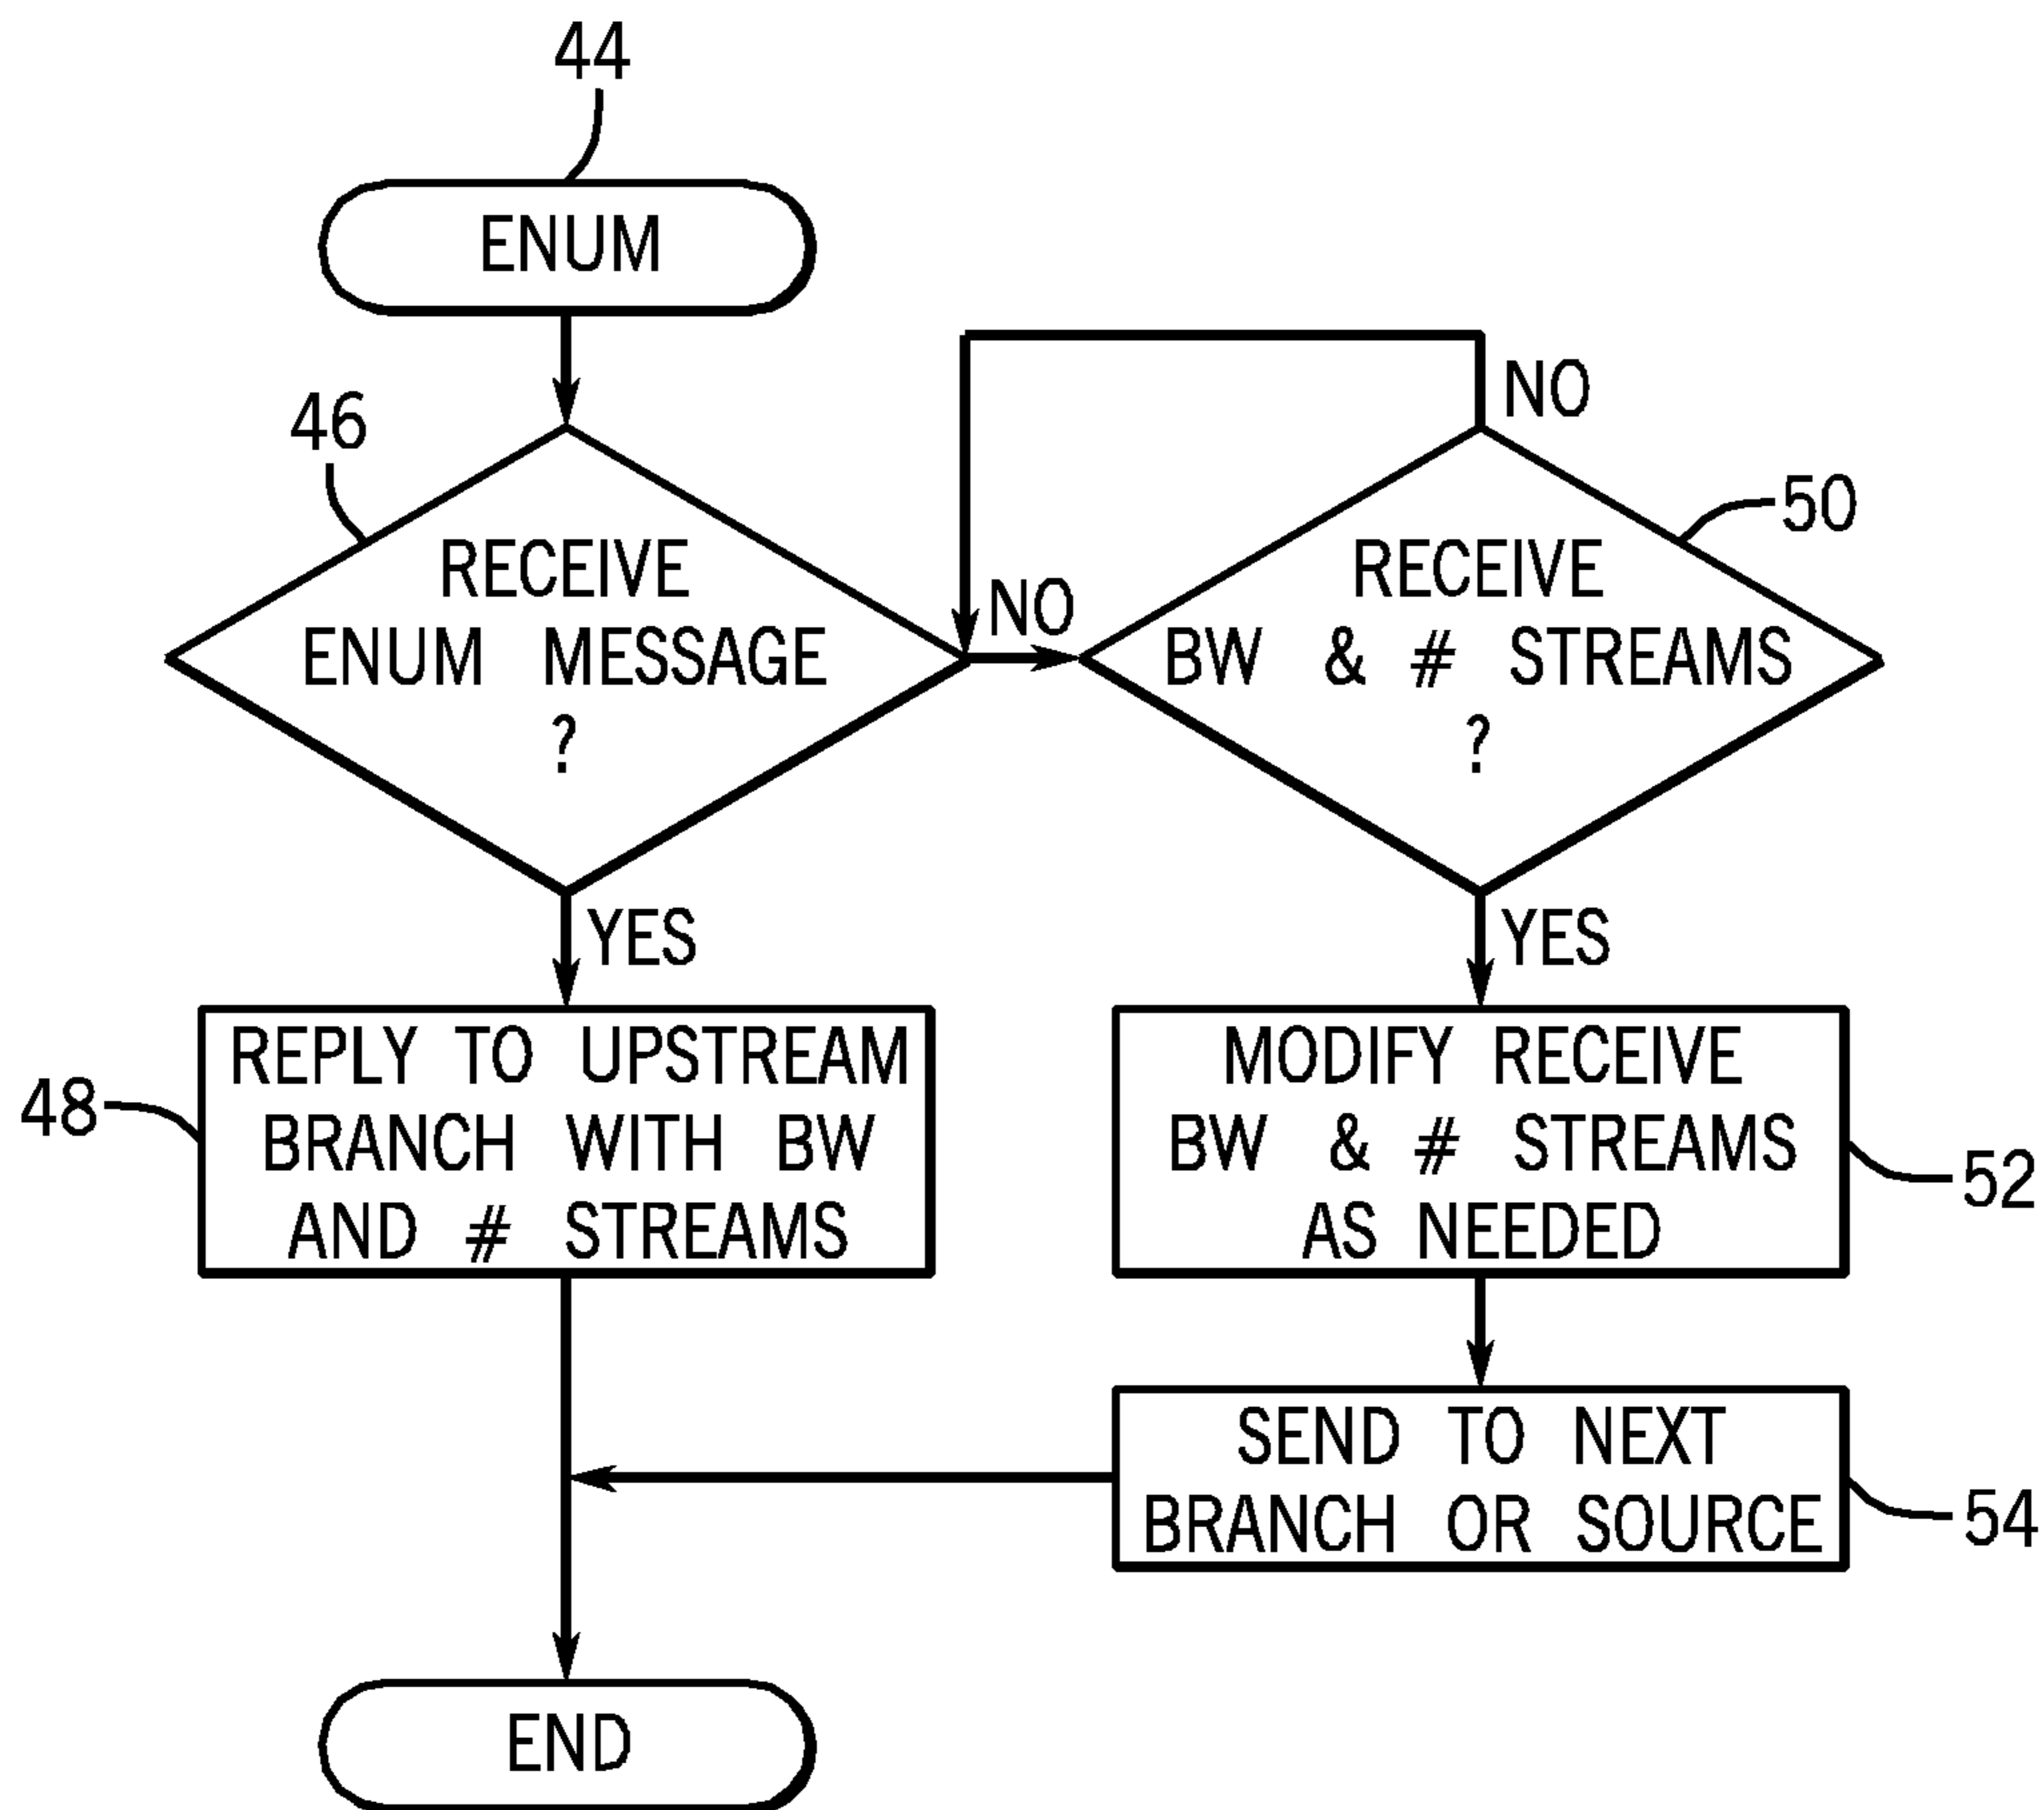 44
ENUM
46
RECEIVE
ENUM MESSAGE
?
NO
NO
50
RECEIVE
BW & # STREAMS
?
YES
YES
48
REPLY TO UPSTREAM
BRANCH WITH BW
AND # STREAMS
MODIFY RECEIVE
BW & # STREAMS
AS NEEDED
52
SEND TO NEXT
BRANCH OR SOURCE
54
END